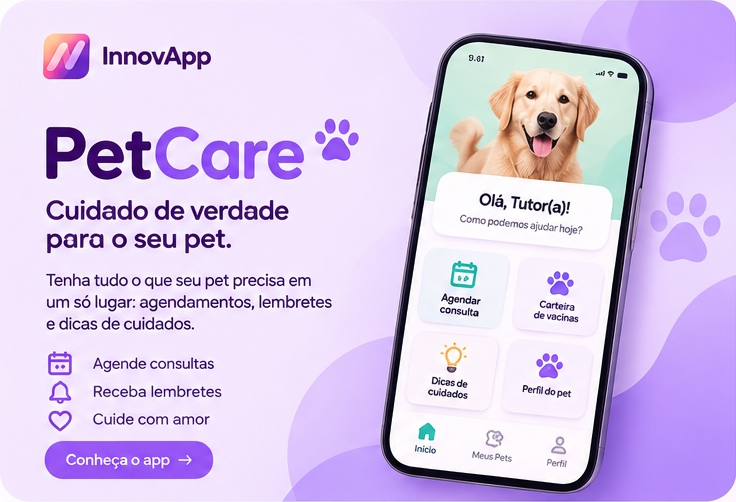 InnovApp
PetCare
Cuidado de verdade
para o seu pet.
Tenha tudo o que seu pet precisa em
um só lugar: agendamentos, lembretes
e dicas de cuidados.
Agende consultas
Receba lembretes
Cuide com amor
Conheça o app →
9:41
Olá, Tutor(a)!
Como podemos ajudar hoje?
Agendar
consulta
Carteira
de vacinas
Dicas de
cuidados
Perfil do pet
Início
Meus Pets
Perfil